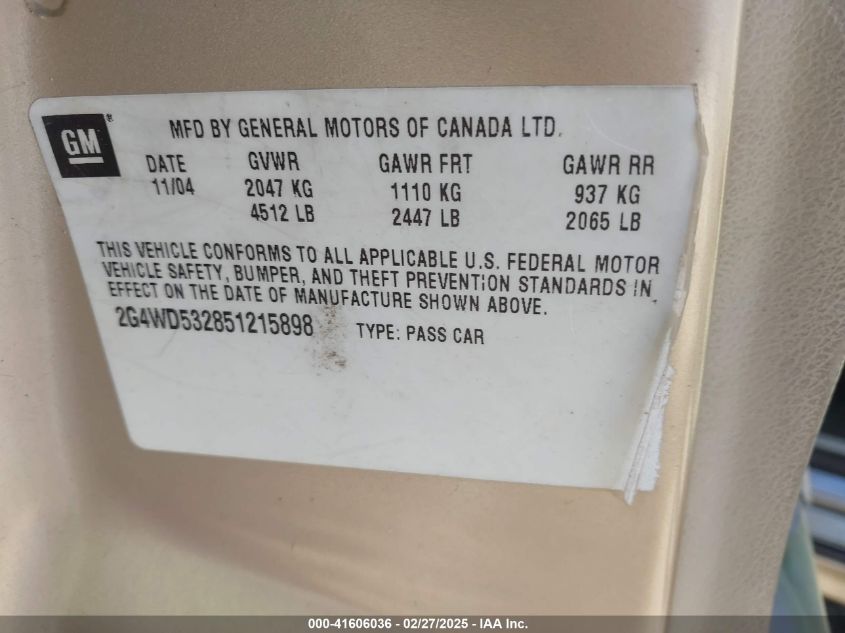 GM®
MFD BY GENERAL MOTORS OF CANADA LTD.
DATE GVWR GAWR FRT GAWR RR
11/04 2047 KG 1110 KG 937 KG
4512 LB 2447 LB 2065 LB
THIS VEHICLE CONFORMS TO ALL APPLICABLE U.S. FEDERAL MOTOR
VEHICLE SAFETY, BUMPER, AND THEFT PREVENTION STANDARDS IN
EFFECT ON THE DATE OF MANUFACTURE SHOWN ABOVE.
2G4WD532851215898 TYPE: PASS CAR
000-41606036 - 02/27/2025 - IAA Inc.